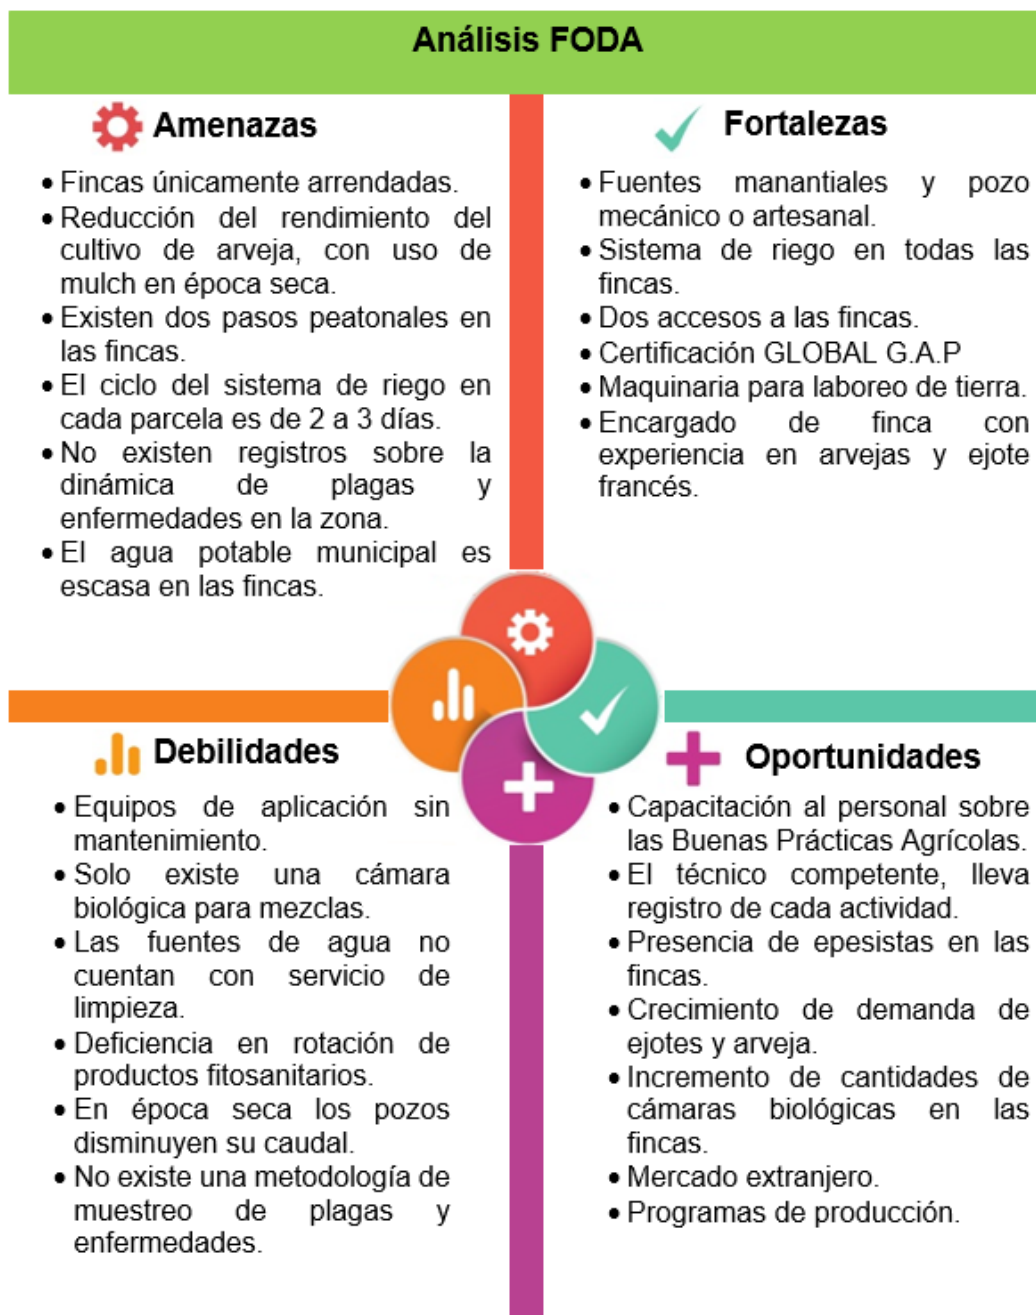 Análisis FODA
Amenazas
• Fincas únicamente arrendadas.
• Reducción del rendimiento del
cultivo de arveja, con uso de
mulch en época seca.
• Existen dos pasos peatonales en
las fincas.
• El ciclo del sistema de riego en
cada parcela es de 2 a 3 días.
• No existen registros sobre la
dinámica de plagas y
enfermedades en la zona.
• El agua potable municipal es
escasa en las fincas.
Fortalezas
• Fuentes manantiales y pozo
mecánico o artesanal.
• Sistema de riego en todas las
fincas.
• Dos accesos a las fincas.
• Certificación GLOBAL G.A.P
• Maquinaria para laboreo de tierra.
• Encargado de finca con
experiencia en arvejas y ejote
francés.
Debilidades
• Equipos de aplicación sin
mantenimiento.
• Solo existe una cámara
biológica para mezclas.
• Las fuentes de agua no
cuentan con servicio de
limpieza.
• Deficiencia en rotación de
productos fitosanitarios.
• En época seca los pozos
disminuyen su caudal.
• No existe una metodología de
muestreo de plagas y
enfermedades.
Oportunidades
• Capacitación al personal sobre
las Buenas Prácticas Agrícolas.
• El técnico competente, lleva
registro de cada actividad.
• Presencia de epesistas en las
fincas.
• Crecimiento de demanda de
ejotes y arveja.
• Incremento de cantidades de
cámaras biológicas en las
fincas.
• Mercado extranjero.
• Programas de producción.